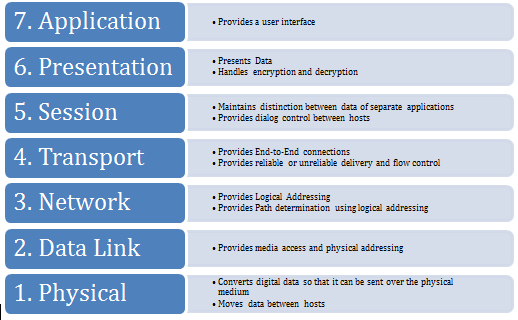 7. Application
• Provides a user interface
6. Presentation
• Presents Data
• Handles encryption and decryption
5. Session
• Maintains distinction between data of separate applications
• Provides dialog control between hosts
4. Transport
• Provides End-to-End connections
• Provides reliable or unreliable delivery and flow control
3. Network
• Provides Logical Addressing
• Provides Path determination using logical addressing
2. Data Link
• Provides media access and physical addressing
1. Physical
• Converts digital data so that it can be sent over the physical
medium
• Moves data between hosts